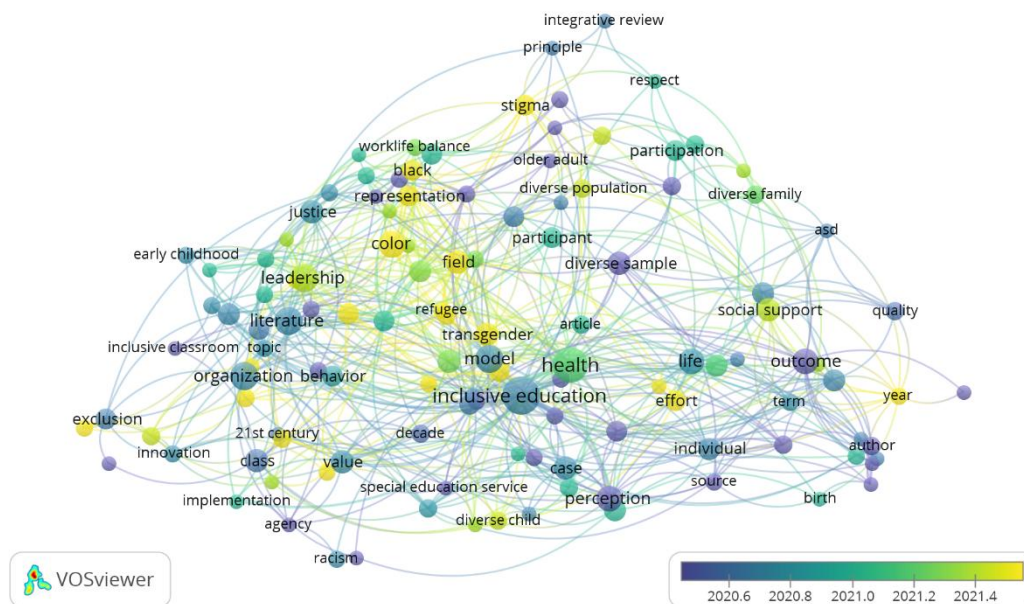 integrative review
principle
respect
stigma
worklife balance
participation
older adult
black
diverse population
representation
diverse family
justice
asd
participant
color
early childhood
field
diverse sample
leadership
refugee
social support
quality
literature
article
transgender
inclusive classroom
topic
model
health
life
outcome
organization
behavior
inclusive education
year
effort
term
exclusion
21st century
decade
innovation
class
value
individual
author
case
source
special education service
perception
implementation
birth
agency
diverse child
racism
VOSviewer
2020.6 2020.8 2021.0 2021.2 2021.4